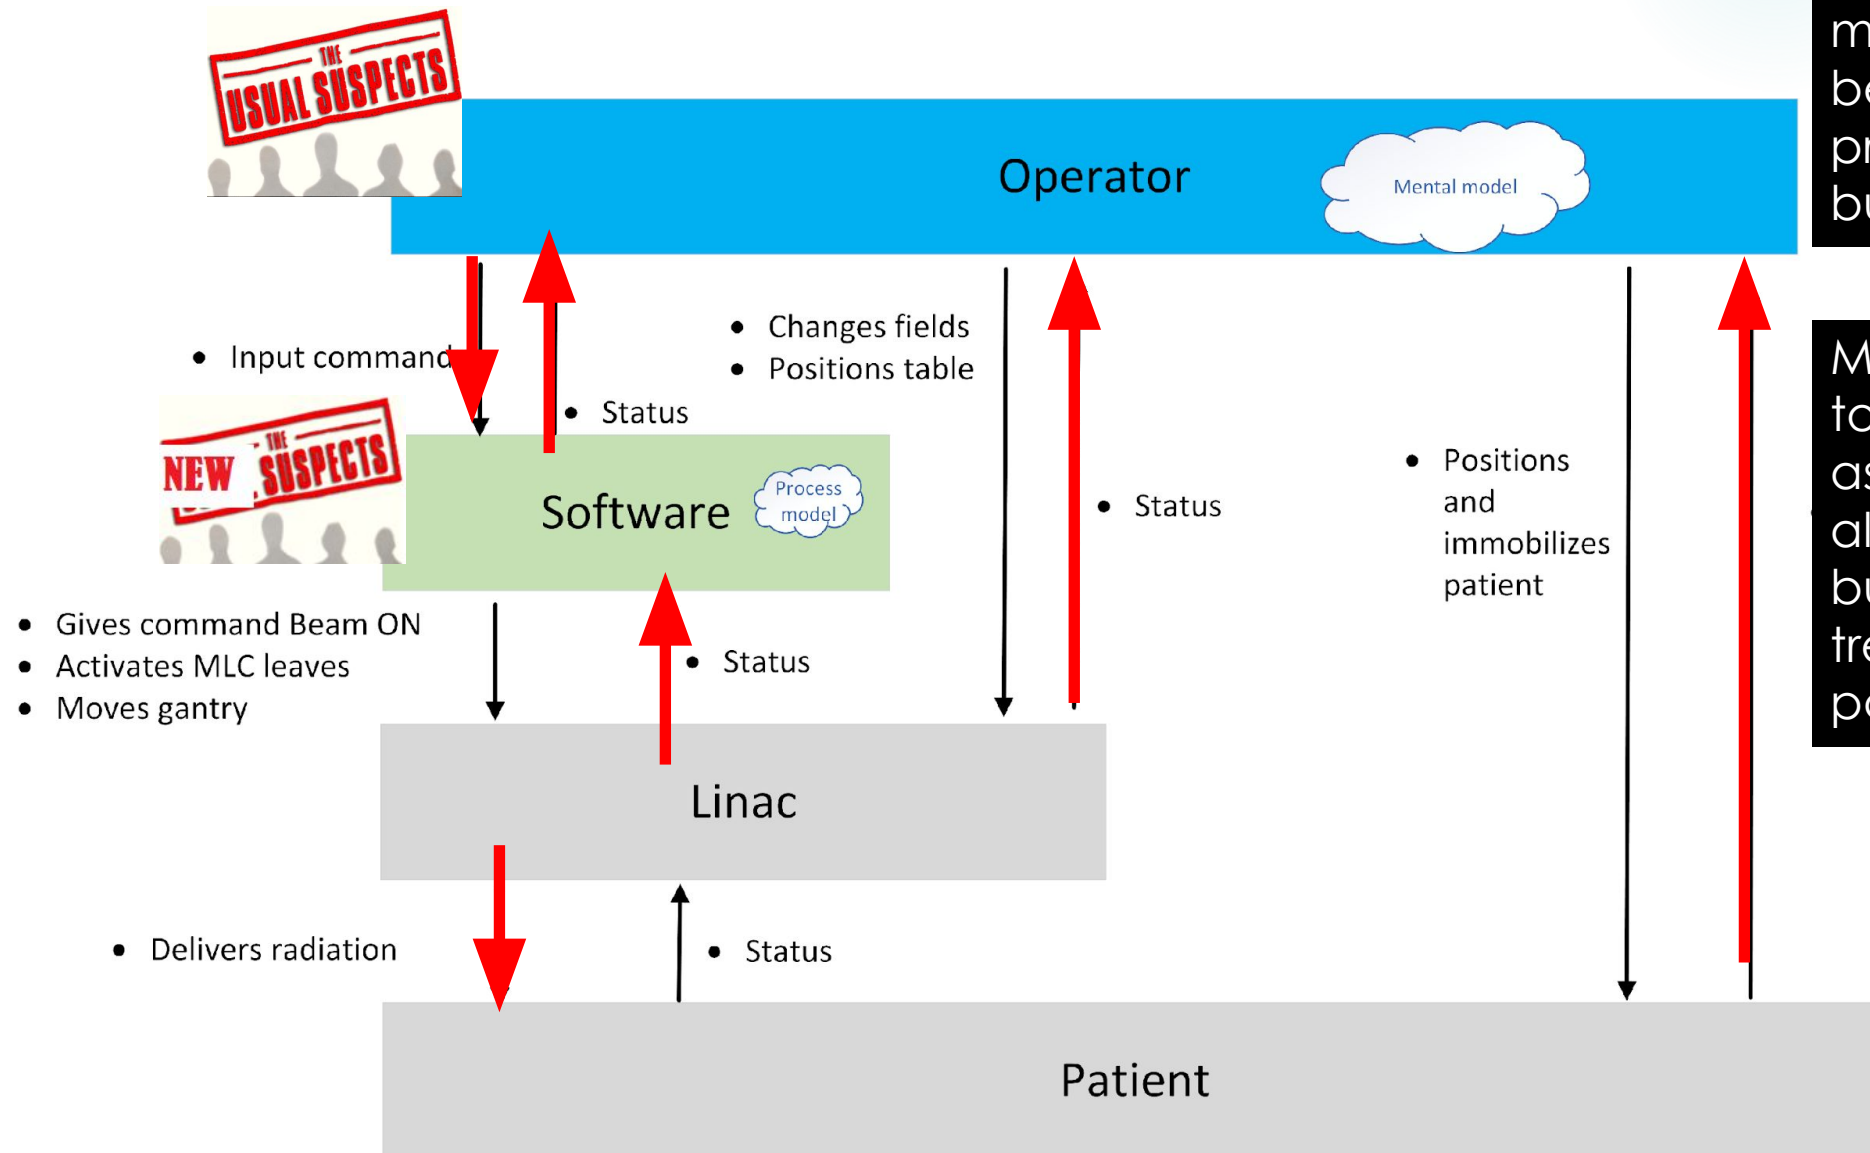 THE
USUAL SUSPECTS
Operator
Mental model
• Input command
• Status
• Changes fields
• Positions table
NEW
THE
SUSPECTS
Software
Process
model
• Status
• Positions
and
immobilizes
patient
• Gives command Beam ON
• Activates MLC leaves
• Moves gantry
• Status
Linac
• Delivers radiation
• Status
Patient